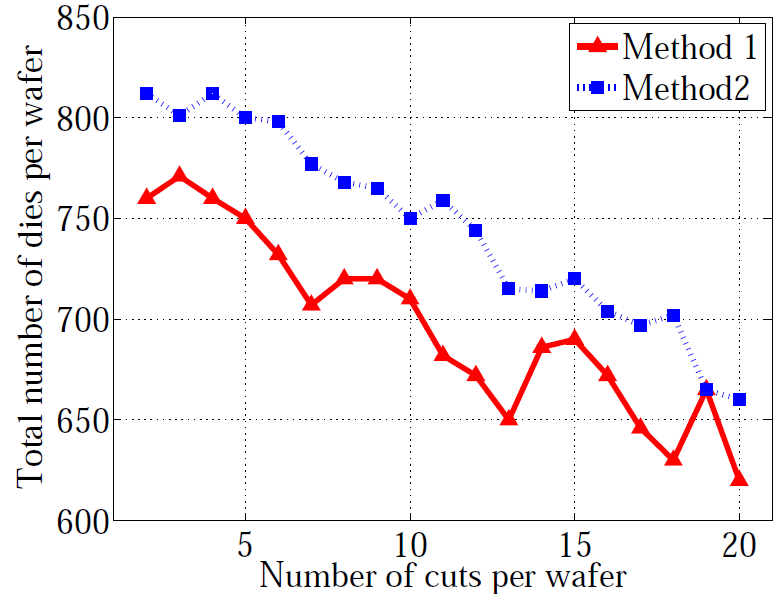 850
800
750
700
650
600
Total number of dies per wafer
Method 1
Method2
5 10 15 20
Number of cuts per wafer